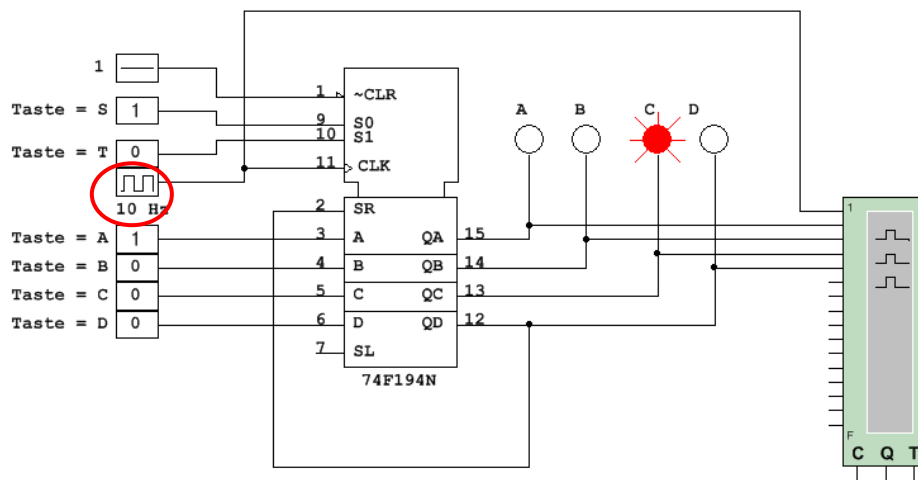 1
Taste = S 1
Taste = T 0
10 Hz
Taste = A 1
Taste = B 0
Taste = C 0
Taste = D 0
1 ~CLR
9 S0
10 S1
11 CLK
2 SR
3 A QA 15
4 B QB 14
5 C QC 13
6 D QD 12
7 SL
74F194N
A B C D
1
F
C Q T